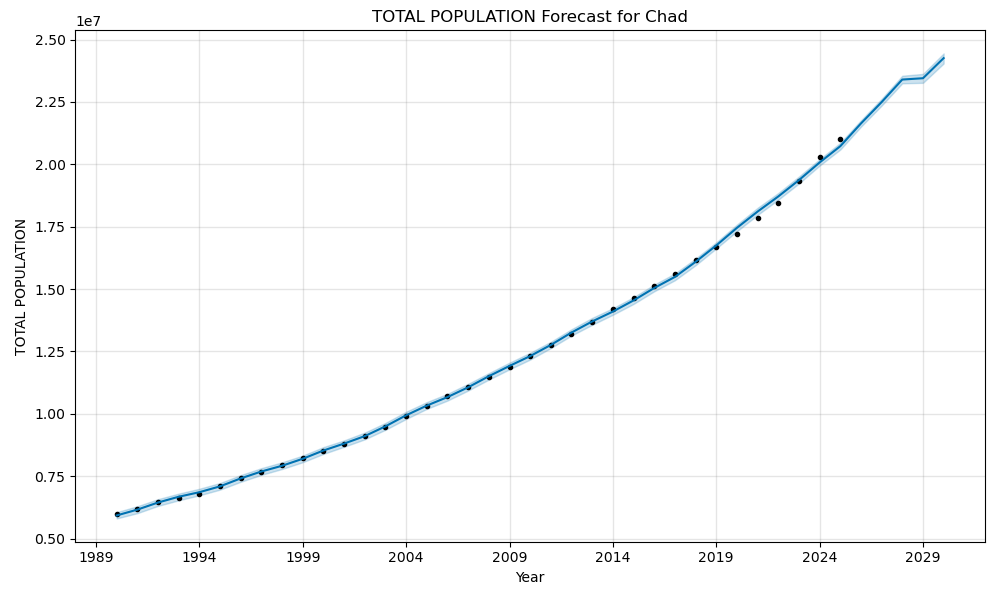 TOTAL POPULATION Forecast for Chad
1e7
2.50
2.25
2.00
1.75
1.50
1.25
1.00
0.75
0.50
TOTAL POPULATION
1989 1994 1999 2004 2009 2014 2019 2024 2029
Year